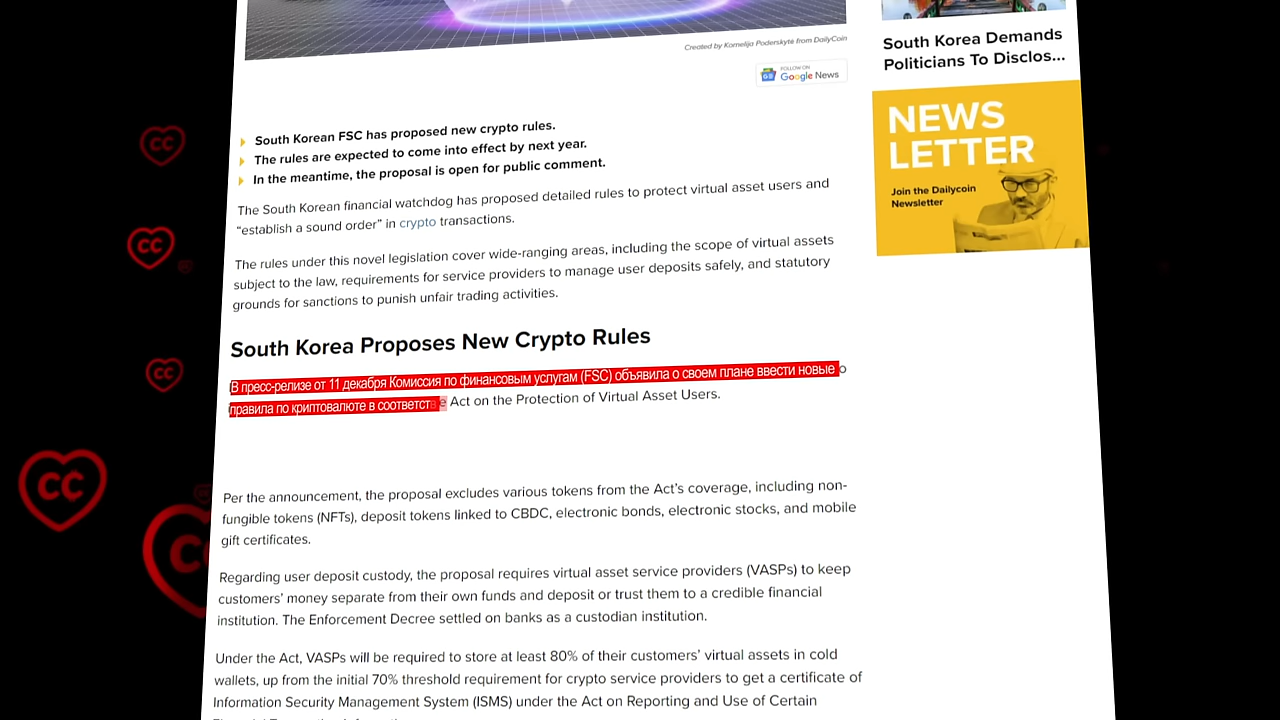 Created by Kornelija Poderskytė from DailyCoin
FOLLOW ON
Google News
South Korea Demands
Politicians To Disclos...
NEWS
LETTER
Join the Dailycoin
Newsletter
South Korean FSC has proposed new crypto rules.
The rules are expected to come into effect by next year.
In the meantime, the proposal is open for public comment.
The South Korean financial watchdog has proposed detailed rules to protect virtual asset users and
“establish a sound order” in crypto transactions.
The rules under this novel legislation cover wide-ranging areas, including the scope of virtual assets
subject to the law, requirements for service providers to manage user deposits safely, and statutory
grounds for sanctions to punish unfair trading activities.
South Korea Proposes New Crypto Rules
В пресс-релизе от 11 декабря Комиссия по финансовым услугам (FSC) объявила о своем плане ввести новые
правила по криптовалюте в соответств Act on the Protection of Virtual Asset Users.
CC
CC
CC
CC
Per the announcement, the proposal excludes various tokens from the Act’s coverage, including non-
fungible tokens (NFTs), deposit tokens linked to CBDC, electronic bonds, electronic stocks, and mobile
gift certificates.
Regarding user deposit custody, the proposal requires virtual asset service providers (VASPs) to keep
customers’ money separate from their own funds and deposit or trust them to a credible financial
institution. The Enforcement Decree settled on banks as a custodian institution.
Under the Act, VASPs will be required to store at least 80% of their customers’ virtual assets in cold
wallets, up from the initial 70% threshold requirement for crypto service providers to get a certificate of
Information Security Management System (ISMS) under the Act on Reporting and Use of Certain